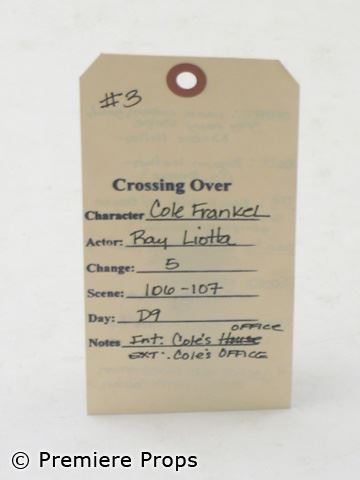 #3
Crossing Over
Character Cole Frankel
Actor: Ray Liotta
Change: 5
Scene: 106-107
Day: D9
OFFICE
Notes Int: Cole's House
EXT: Cole's OFFICE
© Premiere Props